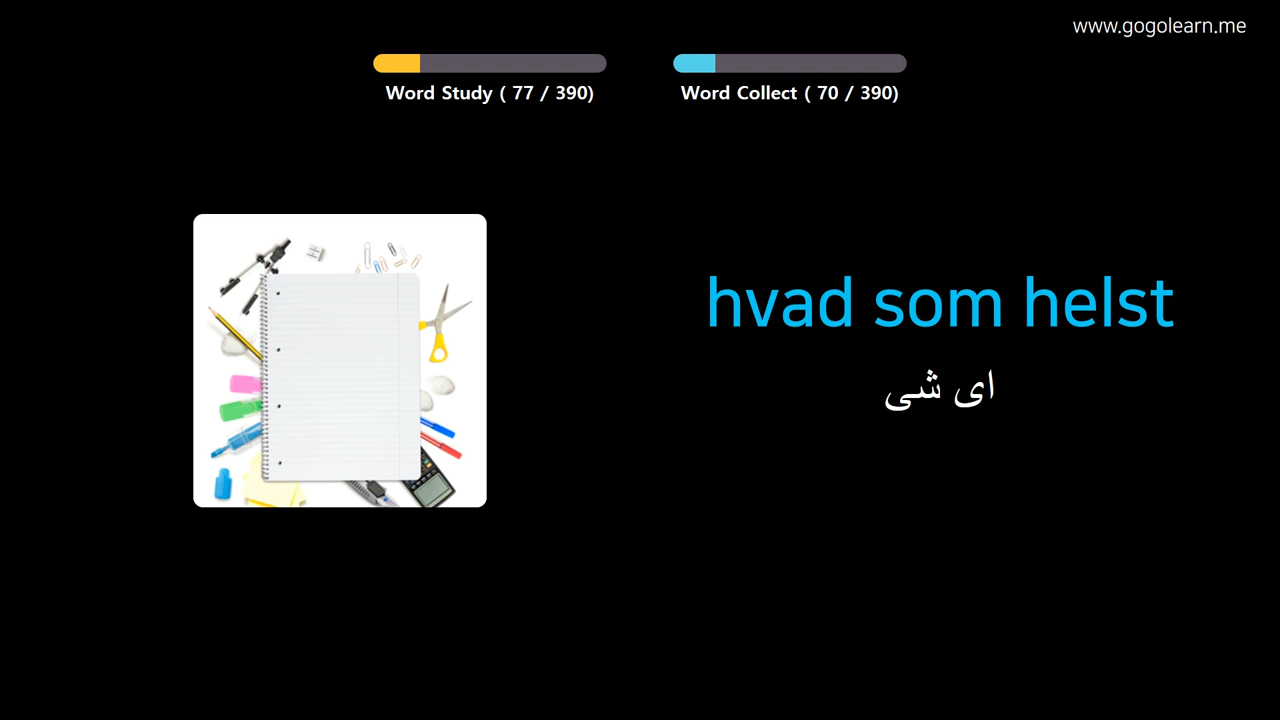 www.gogolearn.me
Word Study ( 77 / 390)
Word Collect ( 70 / 390)
hvad som helst
ای شی